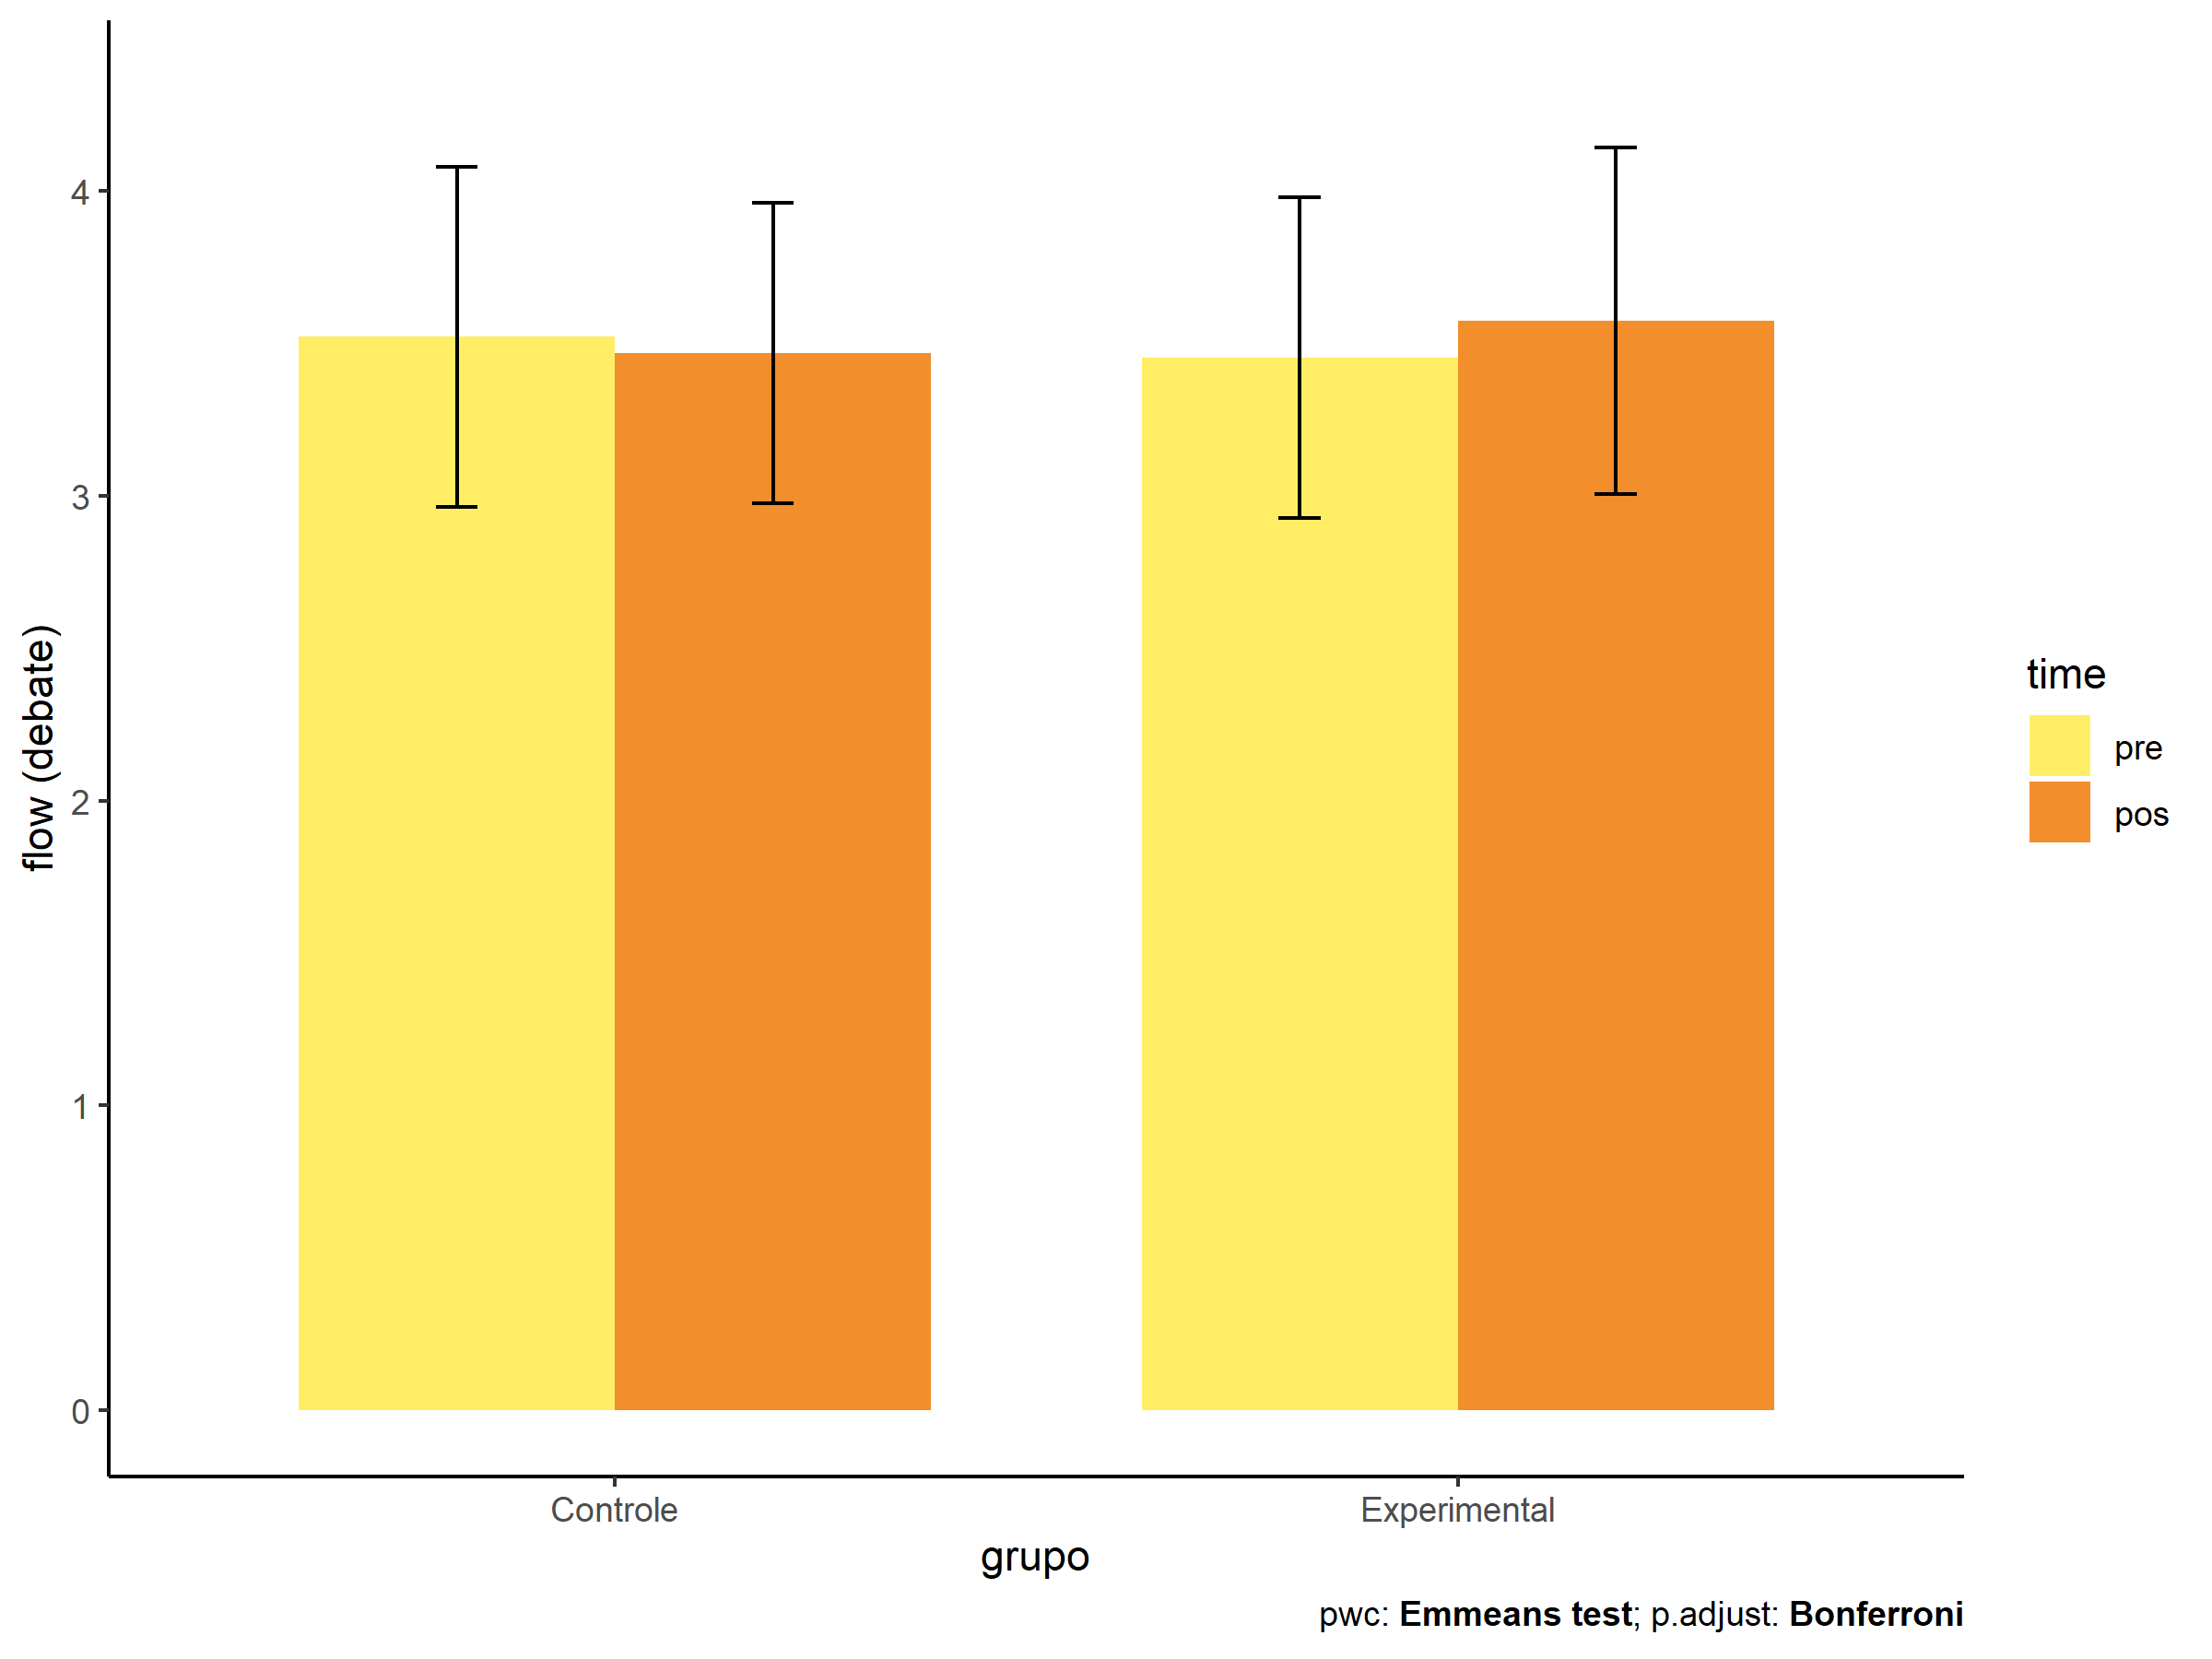 flow (debate)
4
3
2
1
0
Controle
Experimental
grupo
time
pre
pos
pwc: Emmeans test; p.adjust: Bonferroni